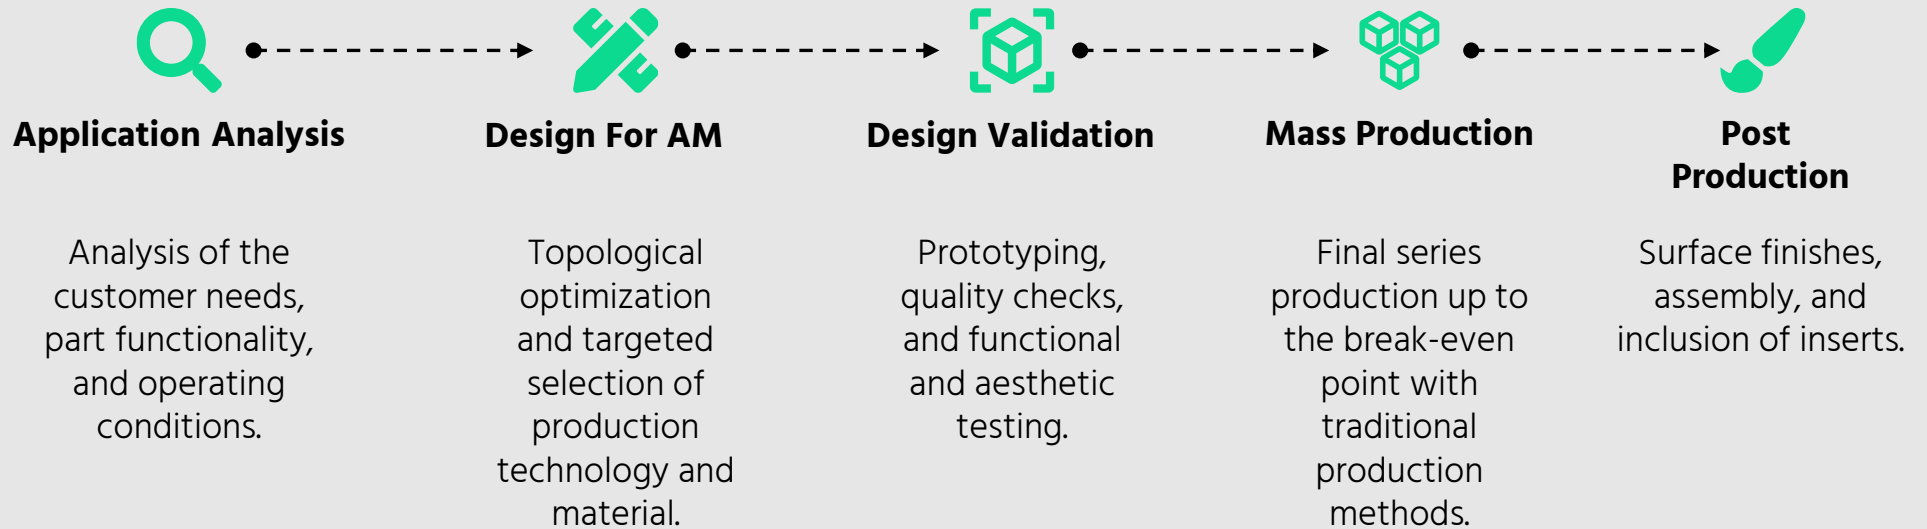 Application Analysis
Analysis of the
customer needs,
part functionality,
and operating
conditions.
Design For AM
Topological
optimization
and targeted
selection of
production
technology and
material.
Design Validation
Prototyping,
quality checks,
and functional
and aesthetic
testing.
Mass Production
Final series
production up to
the break-even
point with
traditional
production
methods.
Post
Production
Surface finishes,
assembly, and
inclusion of inserts.